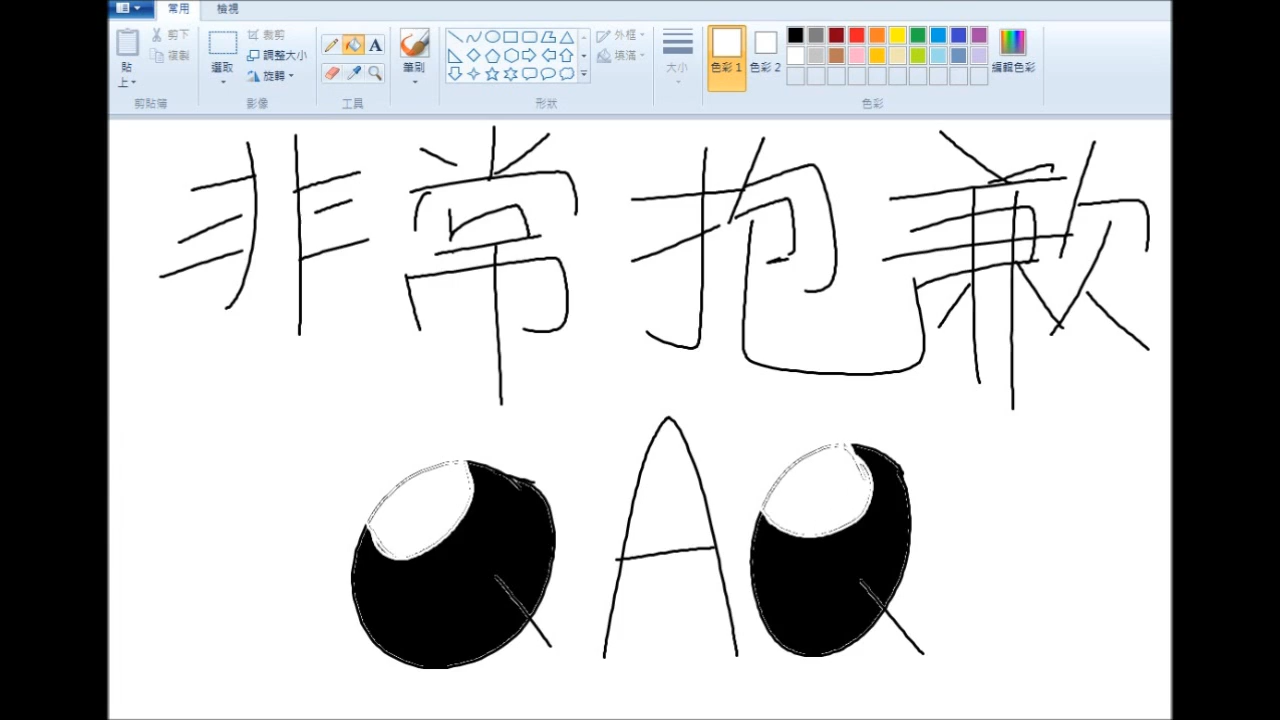 常用 檢視
貼上 剪下 複製 選取 裁剪 調整大小 旋轉 筆刷 外框 填滿 大小 色彩 1 色彩 2 編輯色彩
剪貼簿 影像 工具 形狀 色彩
非常抱歉
QAQ